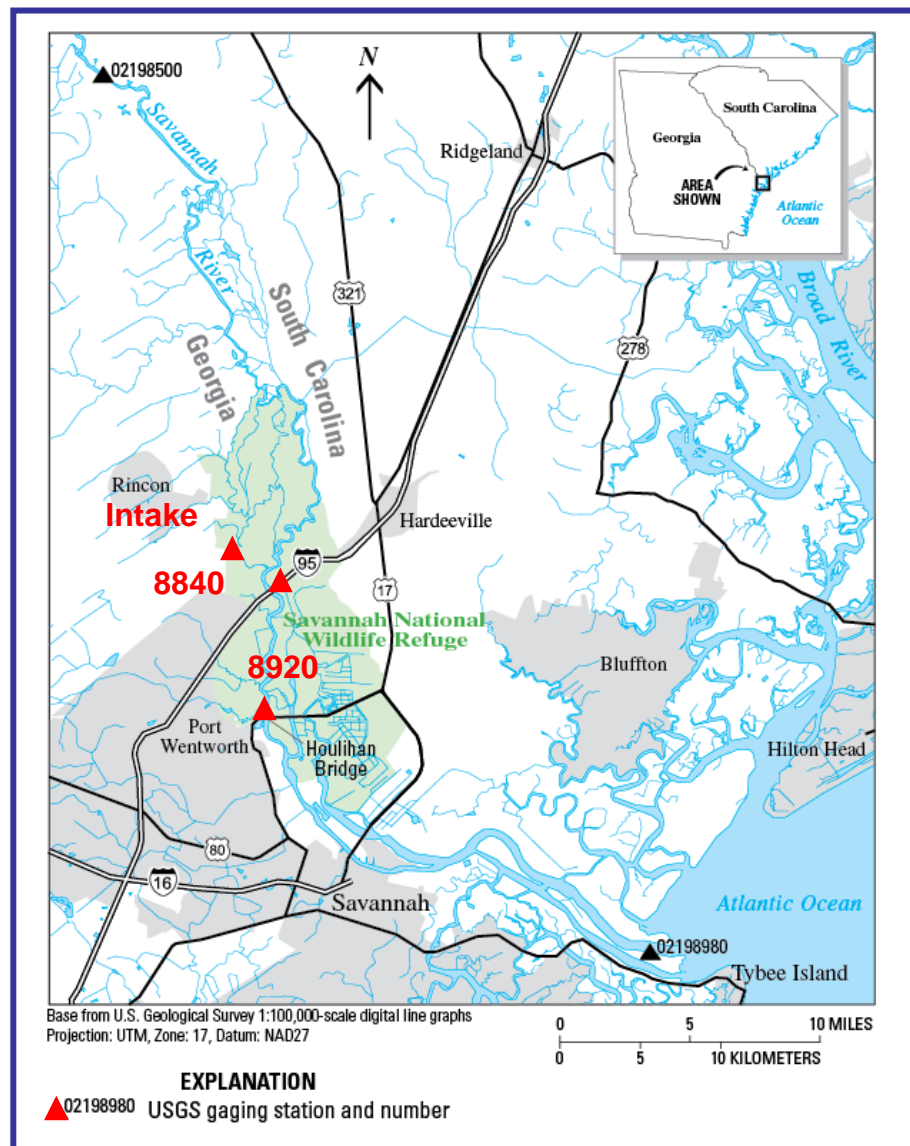 02198500
N
Savannah
River
Ridgeland
South Carolina
Georgia
AREA
SHOWN
Atlantic
Ocean
Broad River
321
278
South Carolina
Georgia
Rincon
Intake
8840
Hardeeville
95
17
Savannah National
Wildlife Refuge
8920
Bluffton
Port
Wentworth
Houlihan
Bridge
Hilton Head
80
16
Savannah
Atlantic Ocean
02198980
Tybee Island
Base from U.S. Geological Survey 1:100,000-scale digital line graphs
Projection: UTM, Zone: 17, Datum: NAD27
0 5 10 MILES
0 5 10 KILOMETERS
EXPLANATION
02198980 USGS gaging station and number